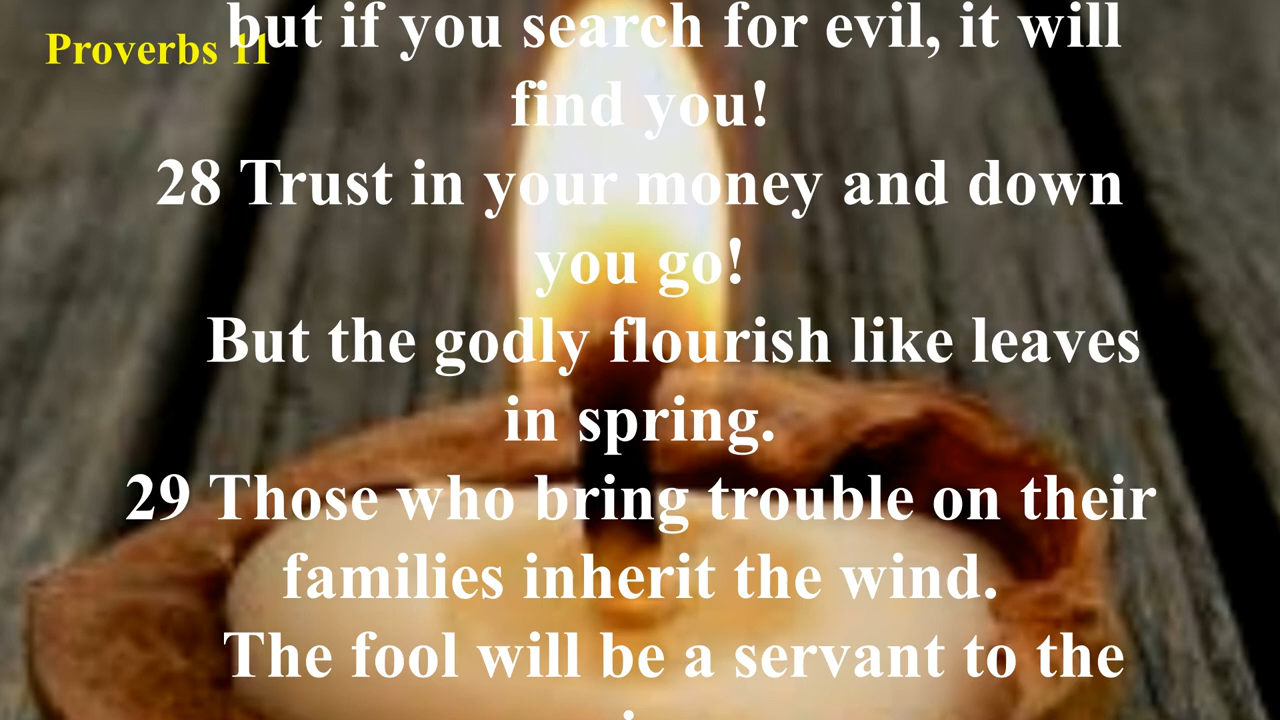 Proverbs 11
but if you search for evil, it will
find you!
28 Trust in your money and down
you go!
But the godly flourish like leaves
in spring.
29 Those who bring trouble on their
families inherit the wind.
The fool will be a servant to the